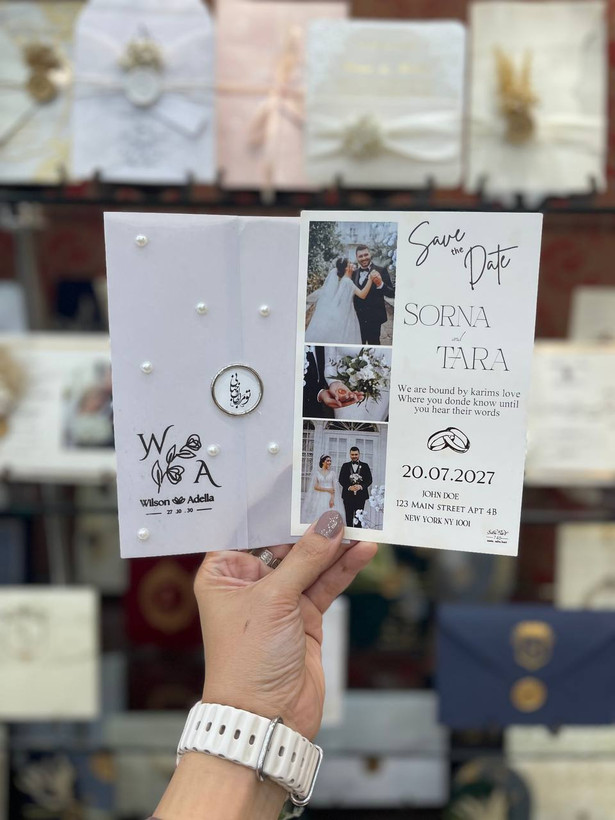 W
A
Wilson Adella
27 . 30 . 30
Save
the
Date
SORNA
and
TARA
We are bound by karims love
Where you donde know until
you hear their words
20.07.2027
JOHN DOE
123 MAIN STREET APT 4B
NEW YORK NY 1001